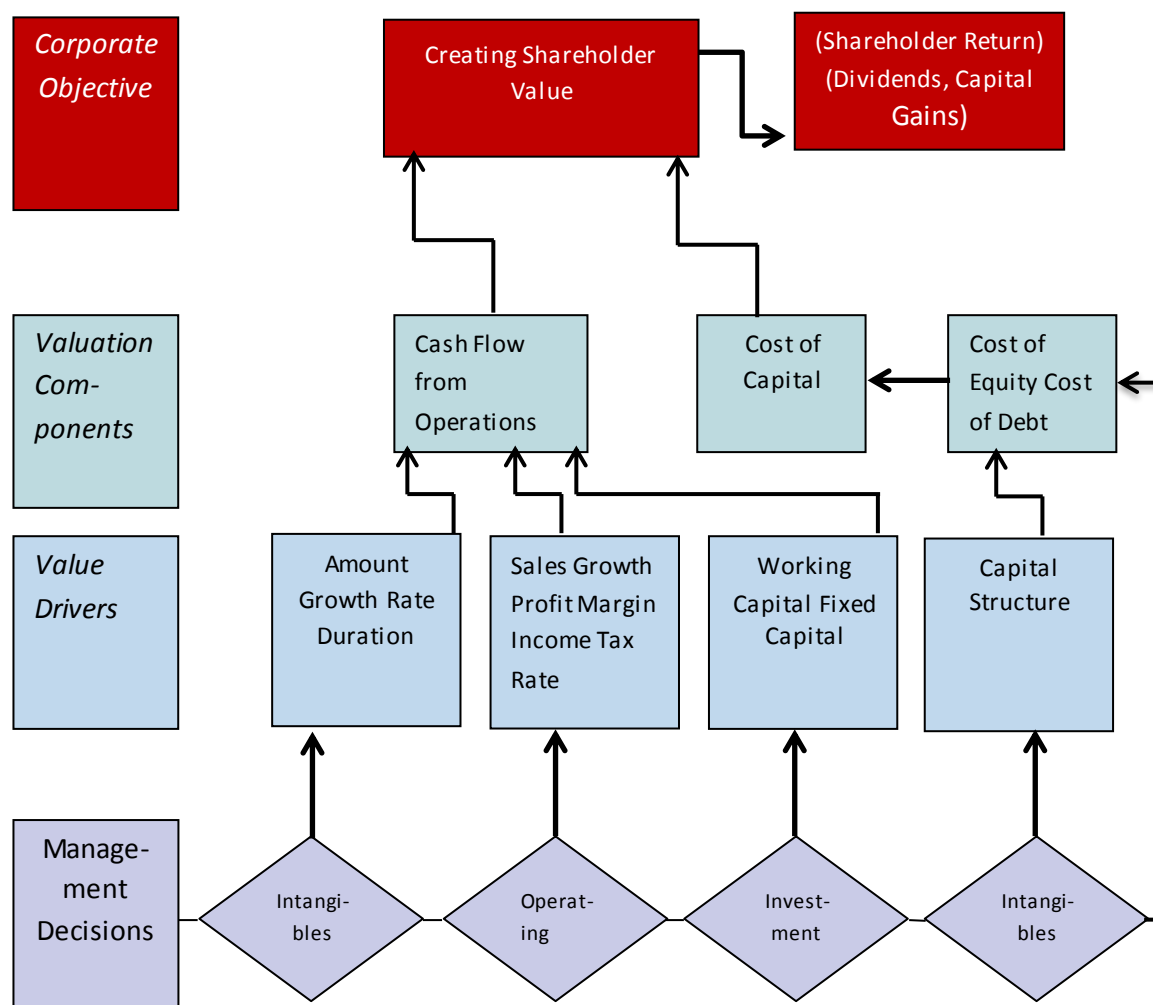 Corporate
Objective
Creating Shareholder
Value
(Shareholder Return)
(Dividends, Capital
Gains)
Valuation
Com-
ponents
Cash Flow
from
Operations
Cost of
Capital
Cost of
Equity Cost
of Debt
Value
Drivers
Amount
Growth Rate
Duration
Sales Growth
Profit Margin
Income Tax
Rate
Working
Capital Fixed
Capital
Capital
Structure
Manage-
ment
Decisions
Intangi-
bles
Operat-
ing
Invest-
ment
Intangi-
bles